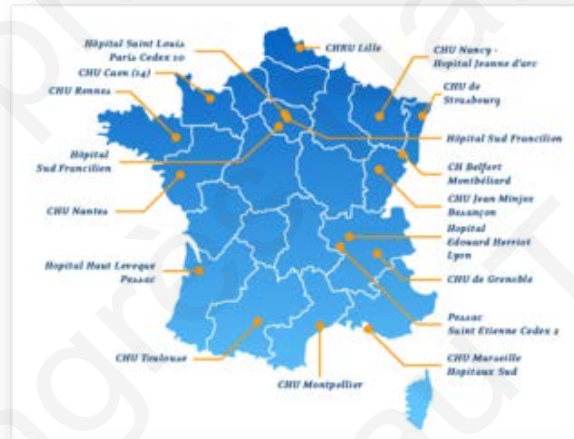 Hôpital Saint Louis
Paris Cedex 10
CHRU Lille
CHU Nancy -
Hopital Jeanne d'arc
CHU Caen (14)
CHU de
Strasbourg
CHU Rennes
Hôpital Sud Francilien
Hôpital
Sud Francilien
CH Belfort
Montbéliard
CHU Jean Minjoz
Besançon
CHU Nantes
Hopital
Edouard Herriot
Lyon
Hopital Haut Leveque
Pessac
CHU de Grenoble
Pessac
Saint Etienne Cedex 2
CHU Toulouse
CHU Marseille
Hopitaux Sud
CHU Montpellier